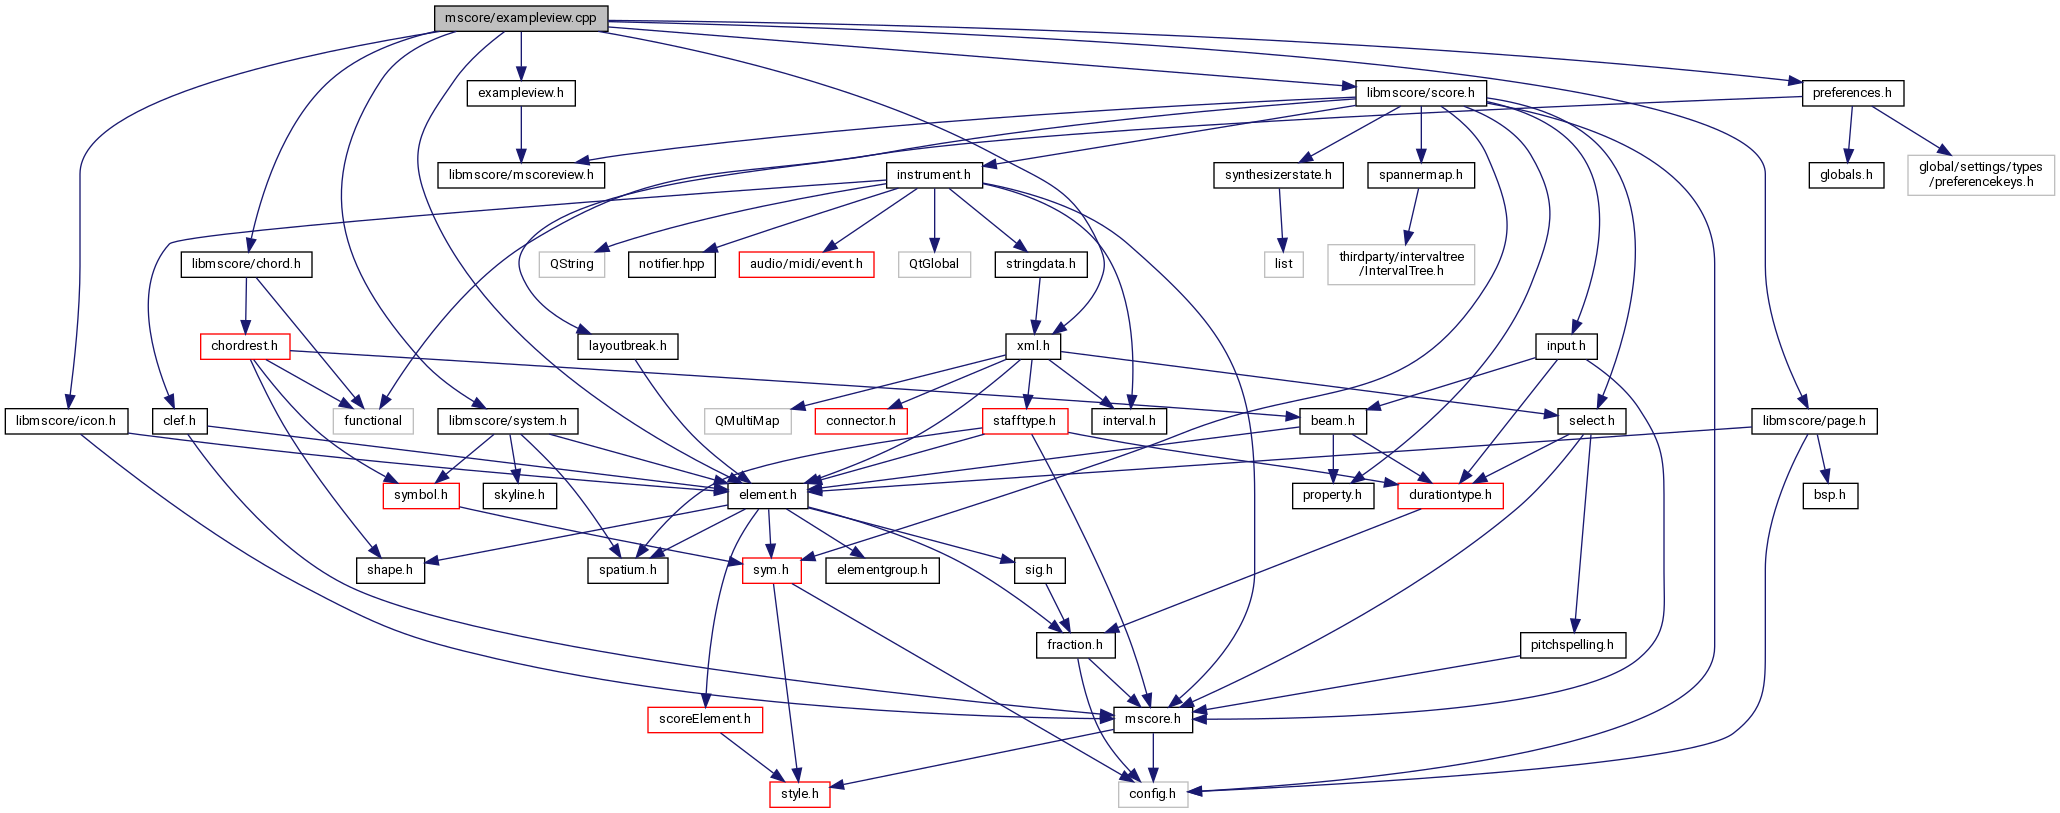 mscore/exampleview.cpp
exampleview.h
libmscore/score.h
preferences.h
libmscore/mscoreview.h
instrument.h
synthesizerstate.h
spannermap.h
globals.h
global/settings/types
/preferencekeys.h
libmscore/chord.h
QString
notifier.hpp
audio/midi/event.h
QtGlobal
stringdata.h
list
thirdparty/intervaltree
/IntervalTree.h
chordrest.h
layoutbreak.h
xml.h
input.h
libmscore/icon.h
clef.h
functional
libmscore/system.h
QMultiMap
connector.h
stafftype.h
interval.h
beam.h
select.h
libmscore/page.h
symbol.h
skyline.h
element.h
property.h
durationtype.h
bsp.h
shape.h
spatium.h
sym.h
elementgroup.h
sig.h
fraction.h
pitchspelling.h
scoreElement.h
mscore.h
style.h
config.h